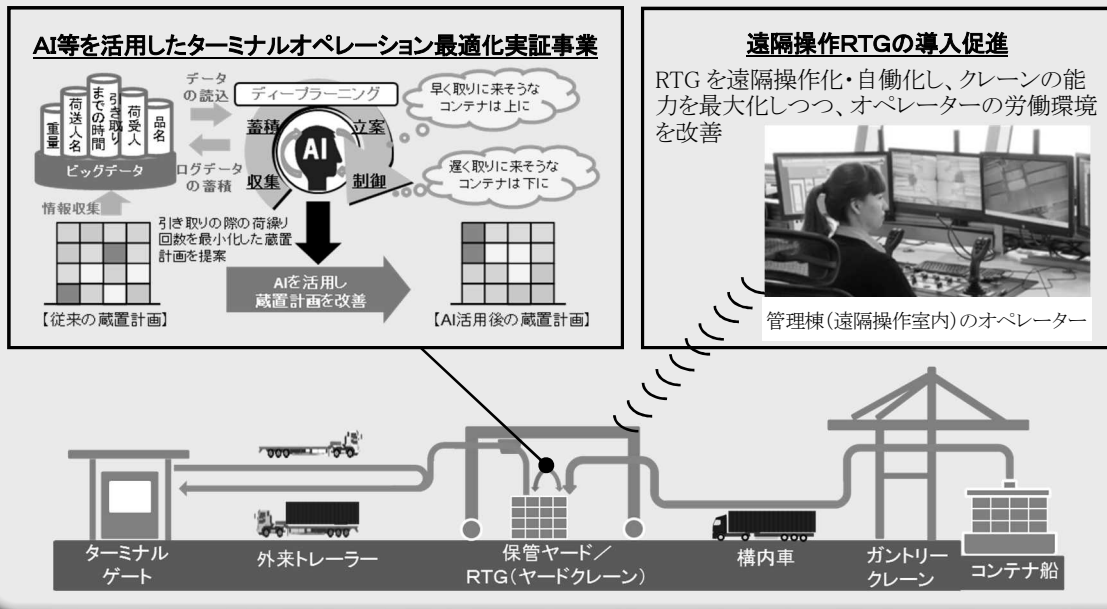 AI等を活用したターミナルオペレーション最適化実証事業
重量
荷送人名
引き取り
までの時間
荷受人
品名
ビッグデータ
データ
の読込
ログデータ
の蓄積
ディープラーニング
蓄積
立案
AI
収集
制御
早く取りに来そうな
コンテナは上に
遅く取りに来そうな
コンテナは下に
情報収集
引き取りの際の荷繰り
回数を最小化した蔵置
計画を提案
AIを活用し
蔵置計画を改善
【従来の蔵置計画】
【AI活用後の蔵置計画】
遠隔操作RTGの導入促進
RTGを遠隔操作化・自働化し、クレーンの能
力を最大化しつつ、オペレーターの労働環境
を改善
管理棟(遠隔操作室内)のオペレーター
ターミナル
ゲート
外来トレーラー
保管ヤード/
RTG(ヤードクレーン)
構内車
ガントリー
クレーン
コンテナ船